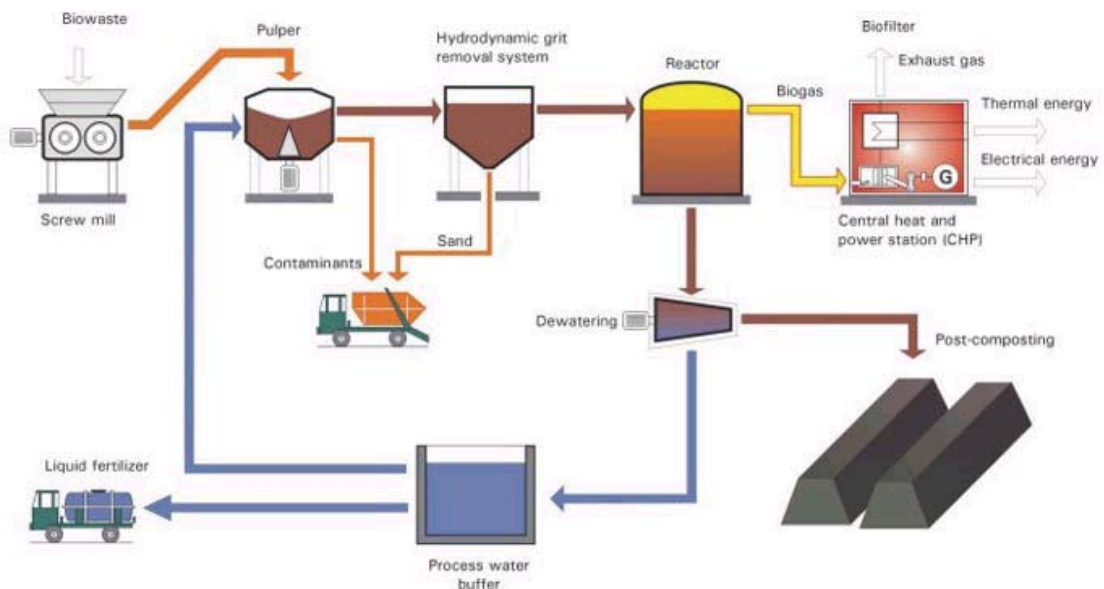 Biowaste
Pulper
Hydrodynamic grit
removal system
Reactor
Biogas
Biofilter
Exhaust gas
Thermal energy
Electrical energy
G
Screw mill
Central heat and
power station (CHP)
Sand
Contaminants
Dewatering
Post-composting
Liquid fertilizer
Process water
buffer